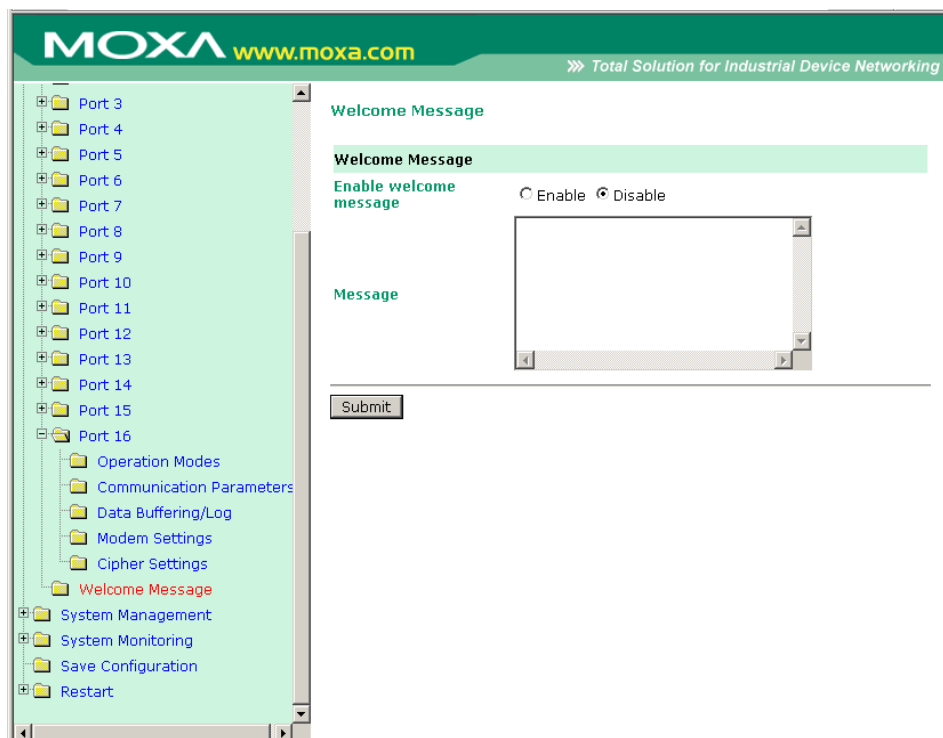 MOXA www.moxa.com
Total Solution for Industrial Device Networking
Port 3
Port 4
Port 5
Port 6
Port 7
Port 8
Port 9
Port 10
Port 11
Port 12
Port 13
Port 14
Port 15
Port 16
Operation Modes
Communication Parameters
Data Buffering/Log
Modem Settings
Cipher Settings
Welcome Message
System Management
System Monitoring
Save Configuration
Restart
Welcome Message
Welcome Message
Enable welcome
message
Enable Disable
Message
Submit